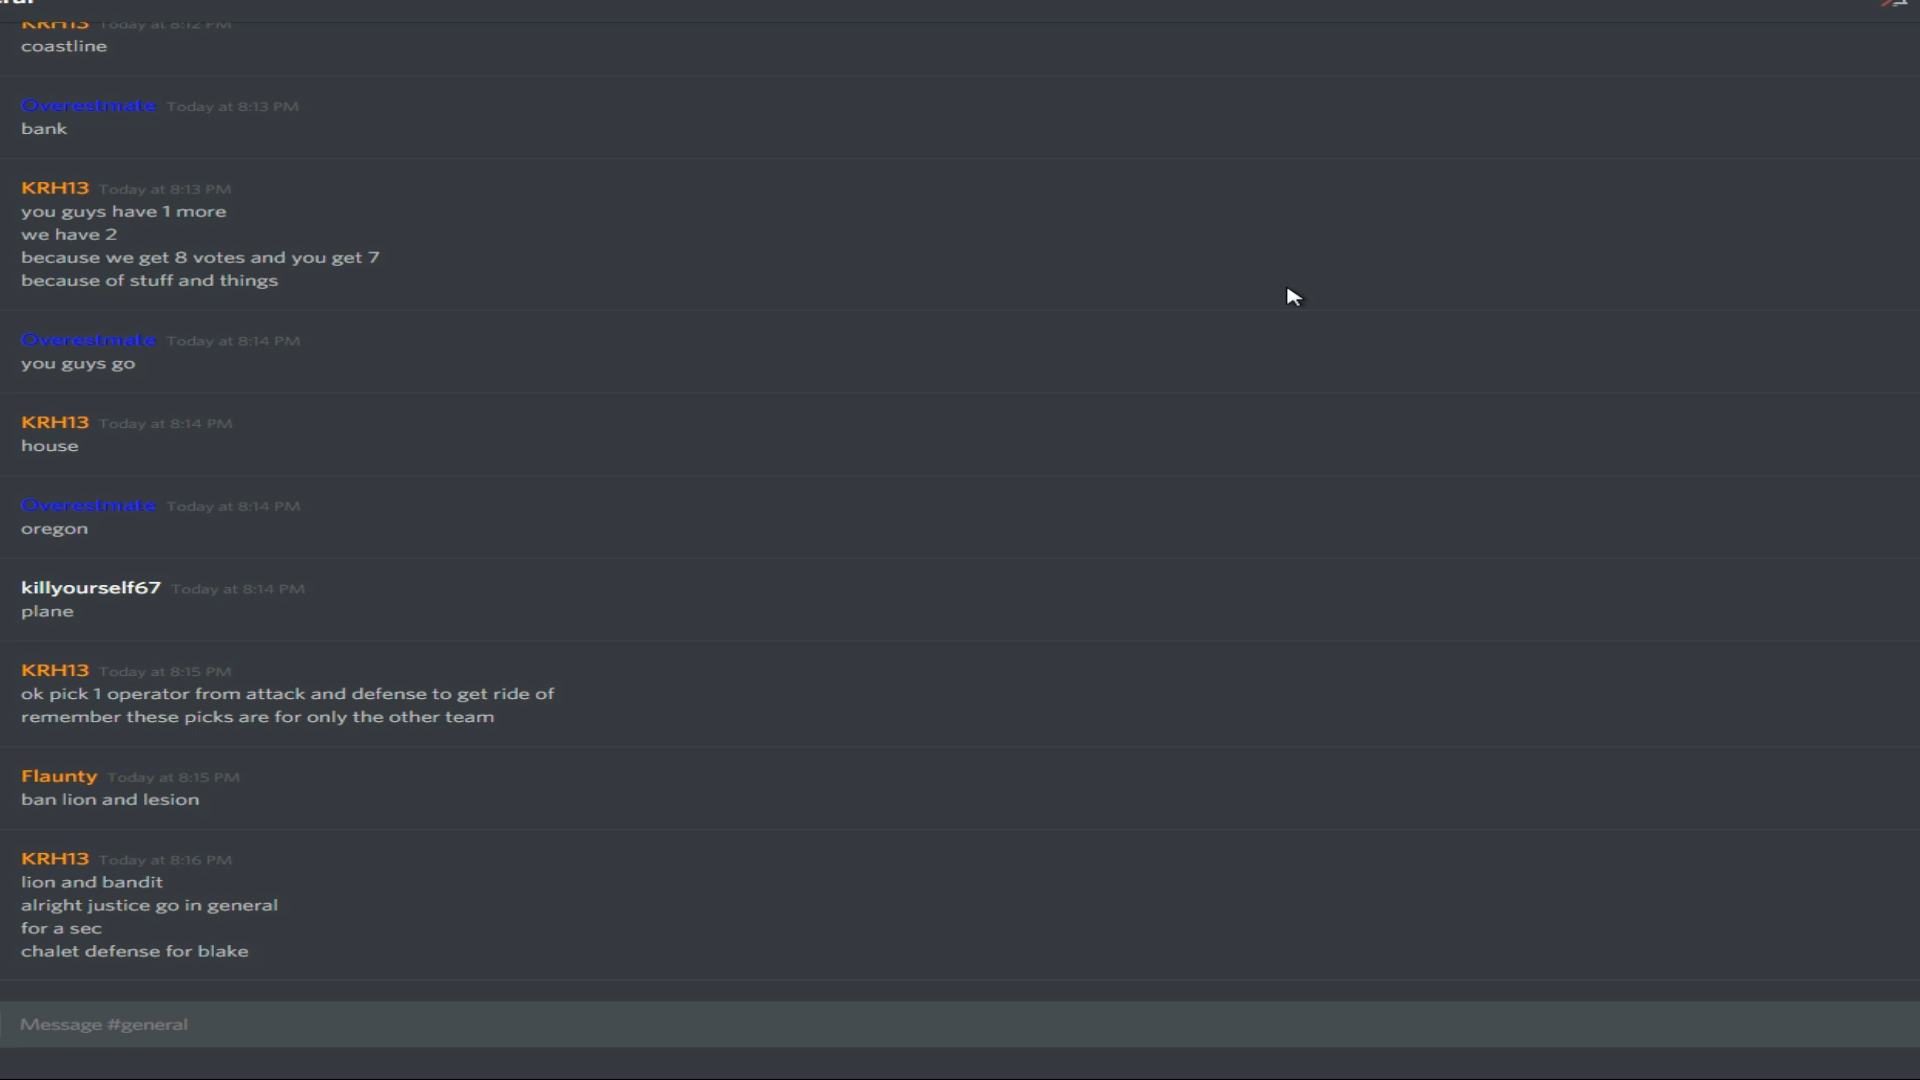 KRH13 Today at 8:12 PM
coastline
Overestmate Today at 8:13 PM
bank
KRH13 Today at 8:13 PM
you guys have 1 more
we have 2
because we get 8 votes and you get 7
because of stuff and things
Overestmate Today at 8:14 PM
you guys go
KRH13 Today at 8:14 PM
house
Overestmate Today at 8:14 PM
oregon
killyourself67 Today at 8:14 PM
plane
KRH13 Today at 8:15 PM
ok pick 1 operator from attack and defense to get ride of
remember these picks are for only the other team
Flaunty Today at 8:15 PM
ban lion and lesion
KRH13 Today at 8:16 PM
lion and bandit
alright justice go in general
for a sec
chalet defense for blake
Message #general